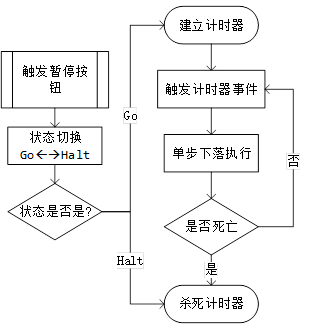 建立计时器
触发暂停按
钮
触发计时器事件
Go
状态切换
Go←→Halt
单步下落执行
否
状态是否是?
是否死亡
Halt
是
杀死计时器